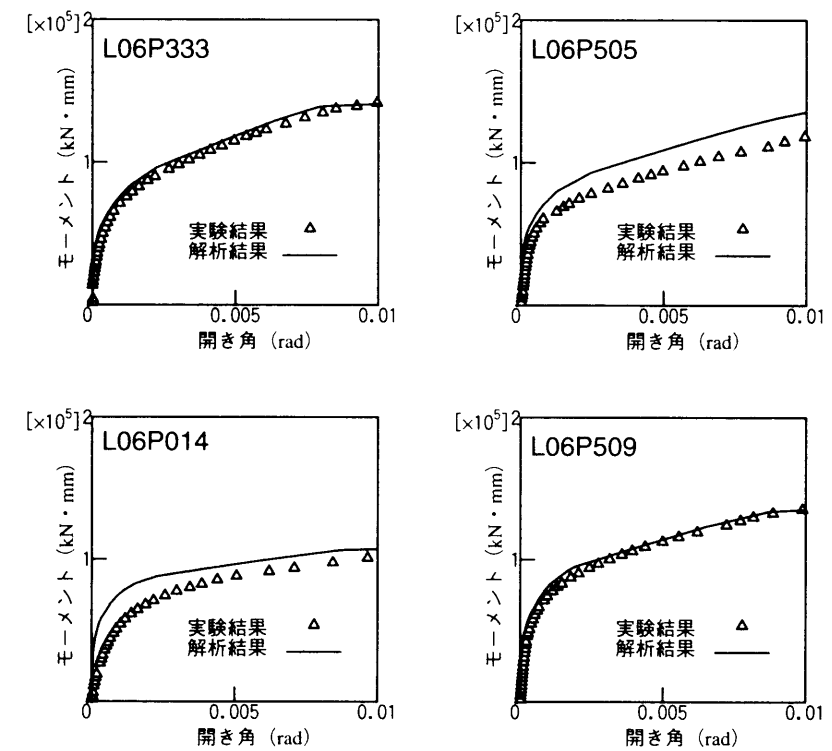 [×10⁵]2
L06P333
モーメント (kN・mm)
1
実験結果 △
解析結果
0 0.005 0.01
開き角 (rad)
[×10⁵]2
L06P505
モーメント (kN・mm)
1
実験結果 △
解析結果
0 0.005 0.01
開き角 (rad)
[×10⁵]2
L06P014
モーメント (kN・mm)
1
実験結果 △
解析結果
0 0.005 0.01
開き角 (rad)
[×10⁵]2
L06P509
モーメント (kN・mm)
1
実験結果 △
解析結果
0 0.005 0.01
開き角 (rad)